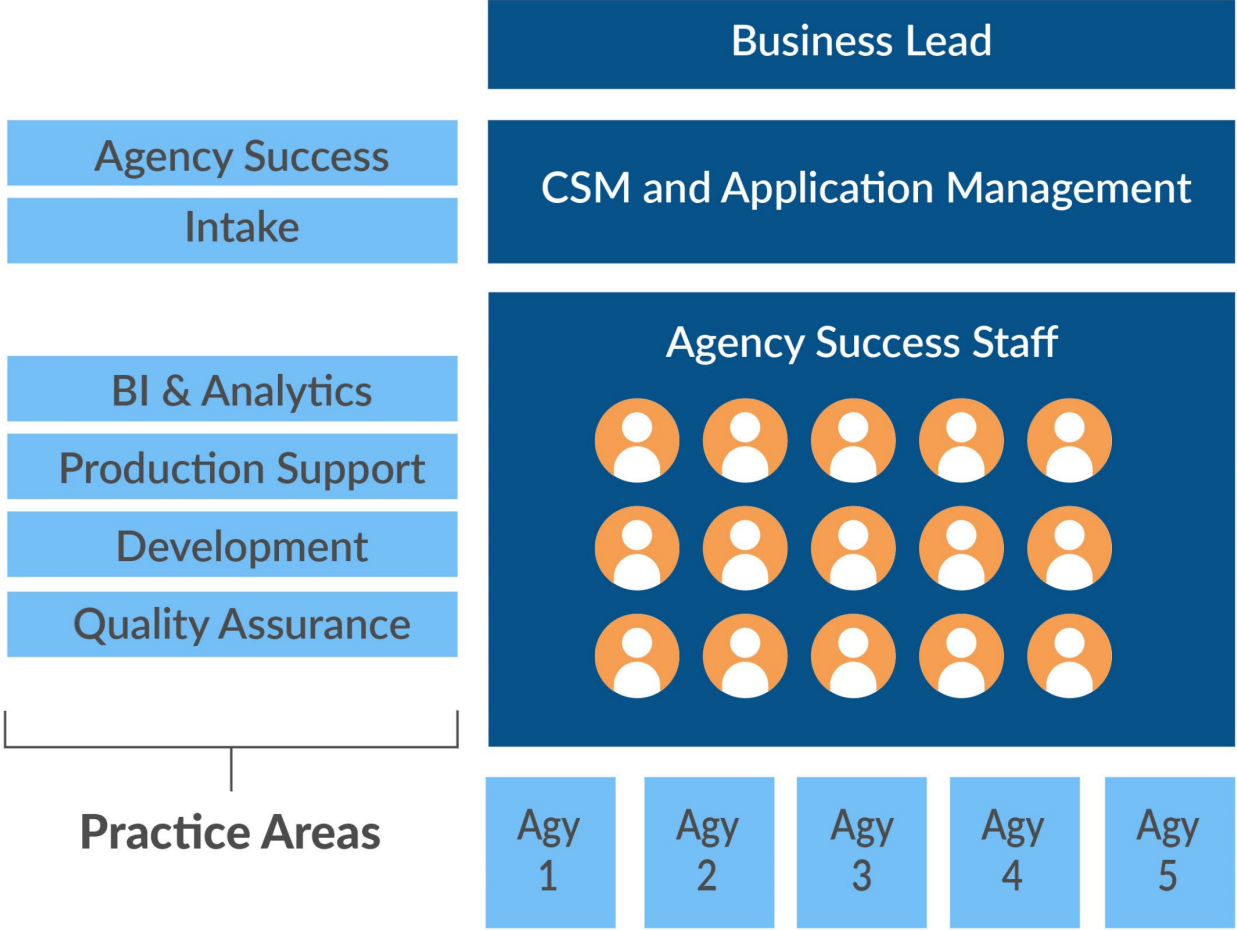 Business Lead
Agency Success
Intake
CSM and Application Management
BI & Analytics
Production Support
Development
Quality Assurance
Practice Areas
Agency Success Staff
Agy
1
Agy
2
Agy
3
Agy
4
Agy
5